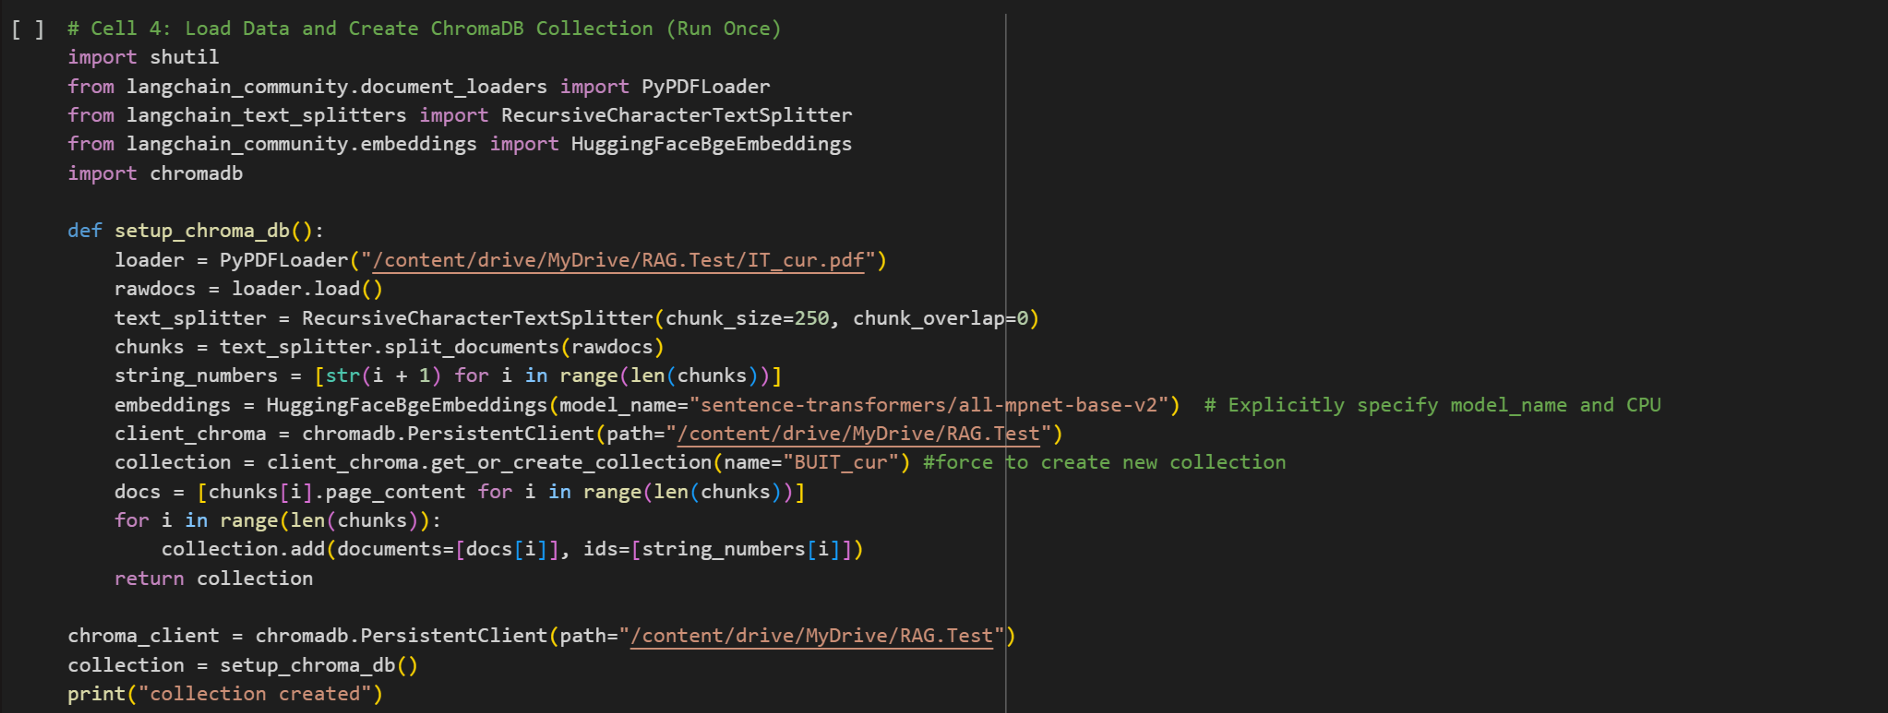 [ ] # Cell 4: Load Data and Create ChromaDB Collection (Run Once)
import shutil
from langchain_community.document_loaders import PyPDFLoader
from langchain_text_splitters import RecursiveCharacterTextSplitter
from langchain_community.embeddings import HuggingFaceBgeEmbeddings
import chromadb

def setup_chroma_db():
    loader = PyPDFLoader("/content/drive/MyDrive/RAG.Test/IT_cur.pdf")
    rawdocs = loader.load()
    text_splitter = RecursiveCharacterTextSplitter(chunk_size=250, chunk_overlap=0)
    chunks = text_splitter.split_documents(rawdocs)
    string_numbers = [str(i + 1) for i in range(len(chunks))]
    embeddings = HuggingFaceBgeEmbeddings(model_name="sentence-transformers/all-mpnet-base-v2")  # Explicitly specify model_name and CPU
    client_chroma = chromadb.PersistentClient(path="/content/drive/MyDrive/RAG.Test")
    collection = client_chroma.get_or_create_collection(name="BUIT_cur") #force to create new collection
    docs = [chunks[i].page_content for i in range(len(chunks))]
    for i in range(len(chunks)):
        collection.add(documents=[docs[i]], ids=[string_numbers[i]])
    return collection

chroma_client = chromadb.PersistentClient(path="/content/drive/MyDrive/RAG.Test")
collection = setup_chroma_db()
print("collection created")